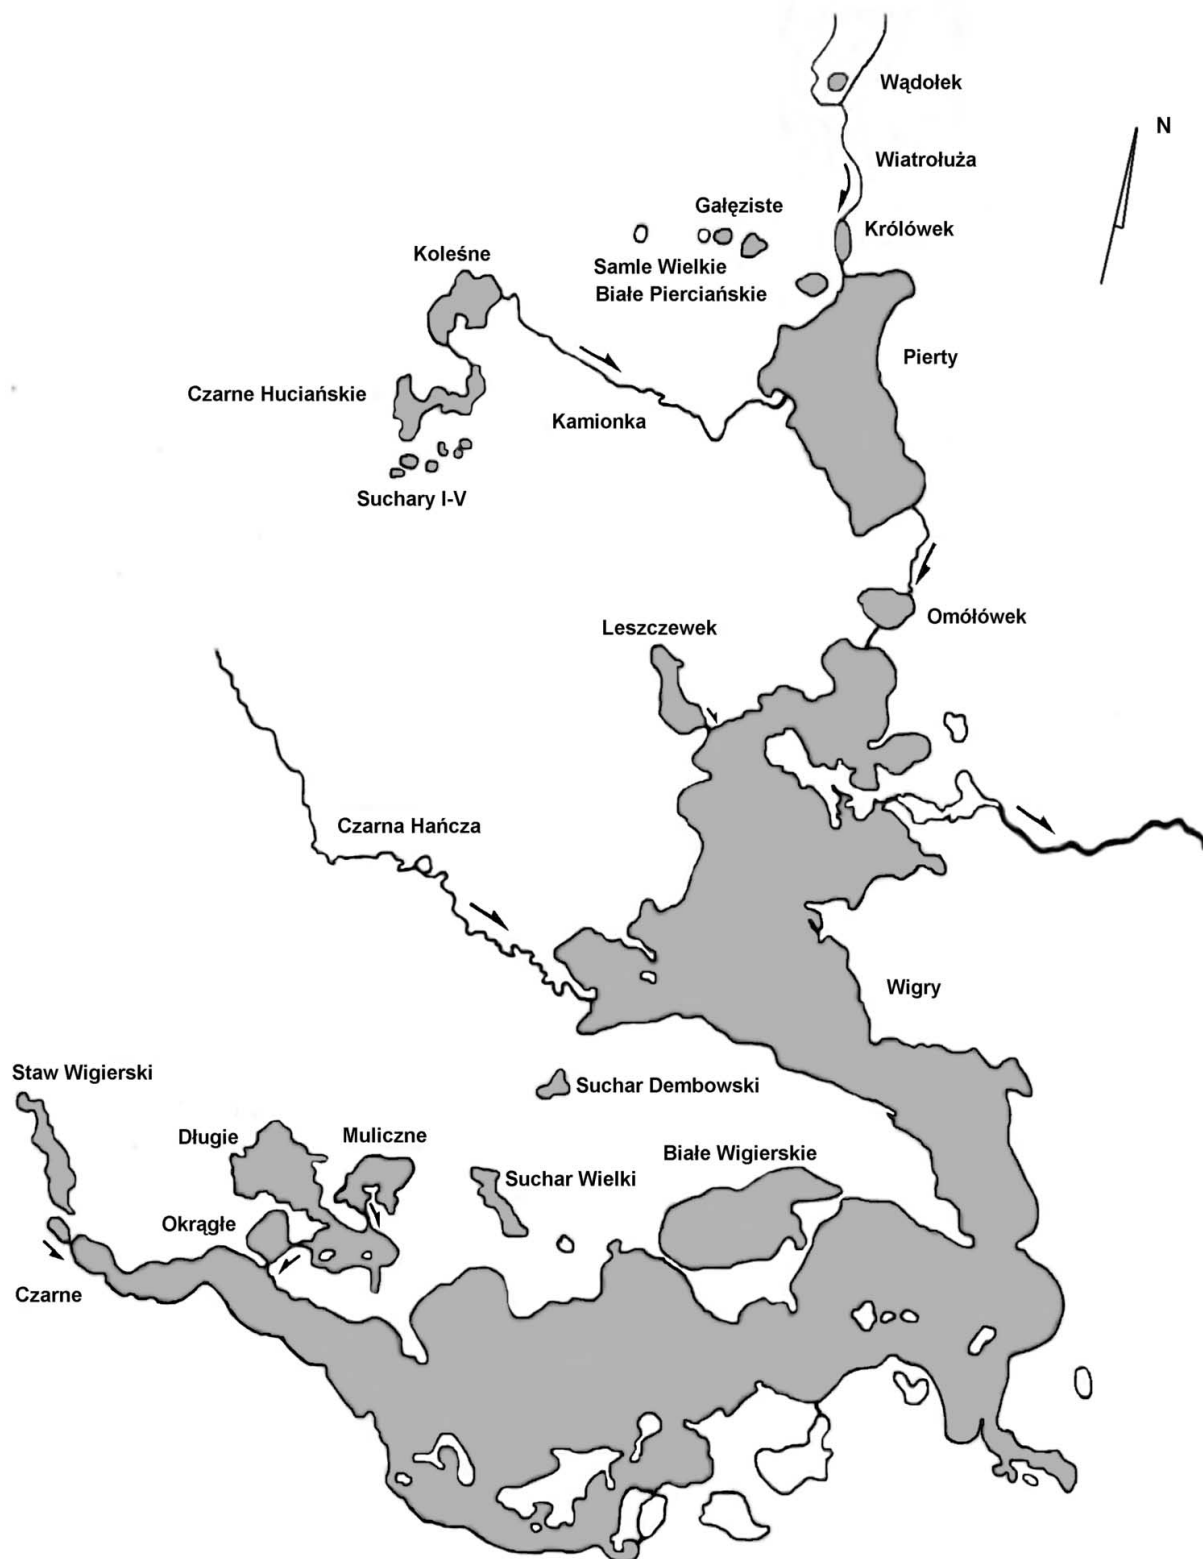 Wądołek
N
Wiatrołuża
Gałęziste
Królówek
Koleśne
Samle Wielkie
Białe Pierciańskie
Pierty
Czarne Huciańskie
Kamionka
Suchary I-V
Omółówek
Leszczewek
Czarna Hańcza
Wigry
Staw Wigierski
Suchar Dembowski
Długie
Muliczne
Białe Wigierskie
Suchar Wielki
Okrągłe
Czarne